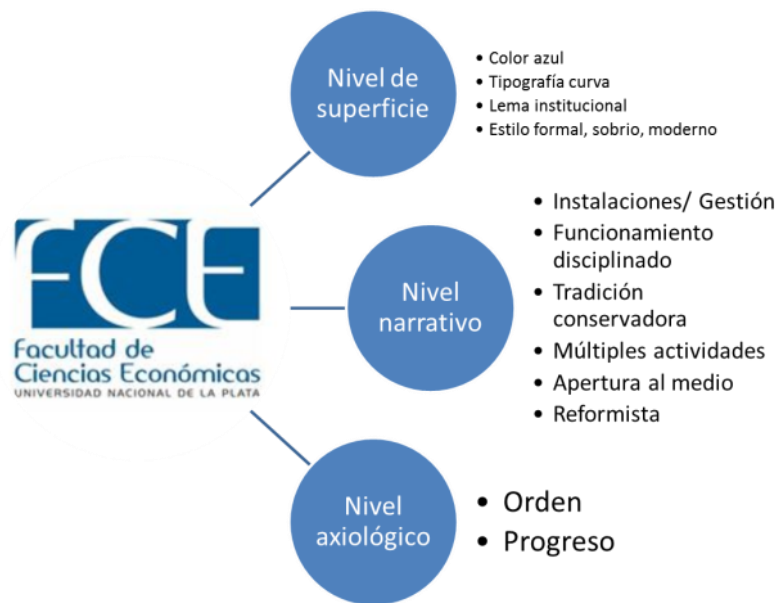 Nivel de
superficie
• Color azul
• Tipografía curva
• Lema institucional
• Estilo formal, sobrio, moderno
FCE
Facultad de
Ciencias Económicas
UNIVERSIDAD NACIONAL DE LA PLATA
Nivel
narrativo
• Instalaciones/ Gestión
• Funcionamiento
disciplinado
• Tradición
conservadora
• Múltiples actividades
• Apertura al medio
• Reformista
Nivel
axiológico
• Orden
• Progreso